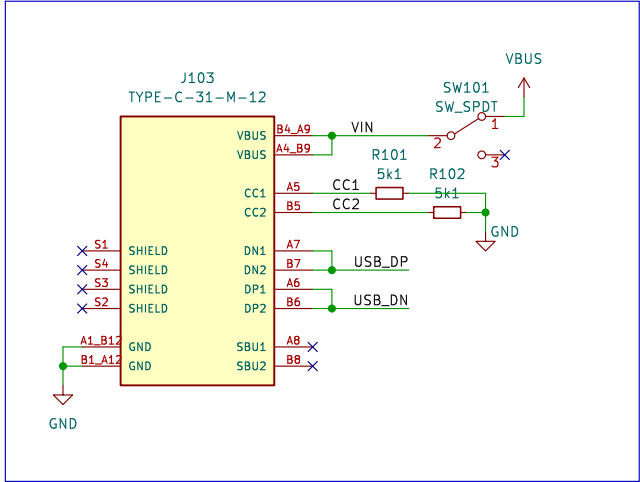 VBUS
J103
TYPE-C-31-M-12
SW101
SW_SPDT
1
2
3
VBUS B4_A9 VIN
VBUS A4_B9
R101
5k1
R102
5k1
CC1 A5 CC1
CC2 B5 CC2
GND
S1 SHIELD DN1 A7
S4 SHIELD DN2 B7 USB_DP
S3 SHIELD DP1 A6
S2 SHIELD DP2 B6 USB_DN
A1_B12 GND SBU1 A8
B1_A12 GND SBU2 B8
GND